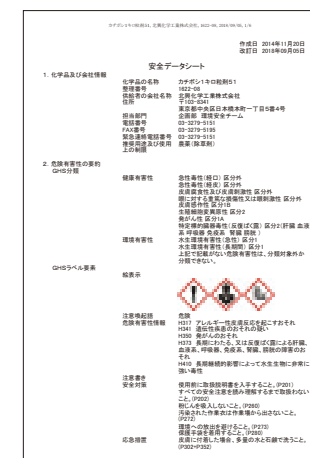 カチボシ1キロ粒剤51, 北興化学工業株式会社, 1622-08, 2018/09/05, 1/6
作成日 2014年11月20日
改訂日 2018年09月05日
安全データシート
1. 化学品及び会社情報
化学品の名称 カチボシ1キロ粒剤51
整理番号 1622-08
供給者の会社名称 北興化学工業株式会社
住所 〒103-8341
東京都中央区日本橋本町一丁目5番4号
担当部門 企画部 環境安全チーム
電話番号 03-3279-5151
FAX番号 03-3279-5195
緊急連絡電話番号 03-3279-5151
推奨用途及び使用上の制限 農薬(除草剤)
2. 危険有害性の要約
GHS分類
健康有害性 急性毒性(経口) 区分外
急性毒性(経皮) 区分外
皮膚腐食性及び皮膚刺激性 区分外
眼に対する重篤な損傷性又は眼刺激性 区分外
皮膚感作性 区分1B
生殖細胞変異原性 区分2
発がん性 区分1A
特定標的臓器毒性(反復ばく露) 区分2(肝臓 血液系 呼吸器 免疫系 腎臓 膀胱 )
環境有害性 水生環境有害性(急性) 区分1
水生環境有害性(長期間) 区分1
上記で記載がない危険有害性は、分類対象外か分類できない。
GHSラベル要素
絵表示
注意喚起語 危険
危険有害性情報 H317 アレルギー性皮膚反応を起こすおそれ
H341 遺伝性疾患のおそれの疑い
H350 発がんのおそれ
H373 長期にわたる、又は反復ばく露による肝臓、血液系、呼吸器、免疫系、腎臓、膀胱の障害のおそれ
H410 長期継続的影響によって水生生物に非常に強い毒性
注意書き
安全対策 使用前に取扱説明書を入手すること。(P201)
すべての安全注意を読み理解するまで取扱わないこと。(P202)
粉じんを吸入しないこと。(P260)
汚染された作業衣は作業場から出さないこと。(P272)
環境への放出を避けること。(P273)
保護手袋を着用すること。(P280)
応急措置 皮膚に付着した場合、多量の水と石鹸で洗うこと。(P302+P352)